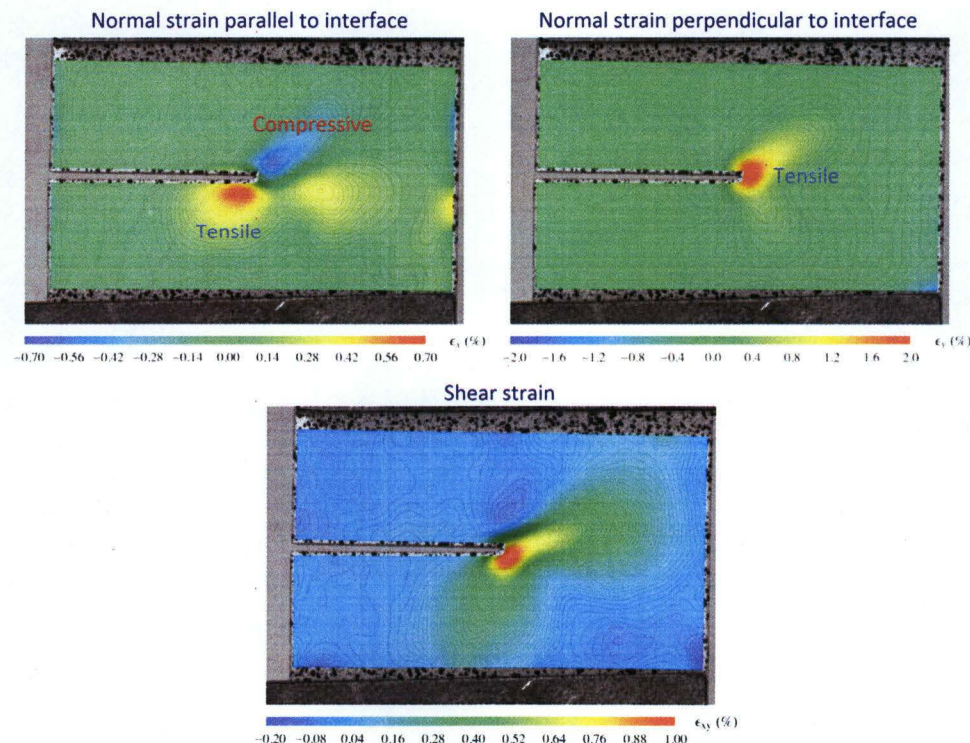 Normal strain parallel to interface
Normal strain perpendicular to interface
Compressive
Tensile
Tensile
−0.70 −0.56 −0.42 −0.28 −0.14 0.00 0.14 0.28 0.42 0.56 0.70 ϵx (%)
−2.0 −1.6 −1.2 −0.8 −0.4 0.0 0.4 0.8 1.2 1.6 2.0 ϵy (%)
Shear strain
−0.20 −0.08 0.04 0.16 0.28 0.40 0.52 0.64 0.76 0.88 1.00 ϵxy (%)